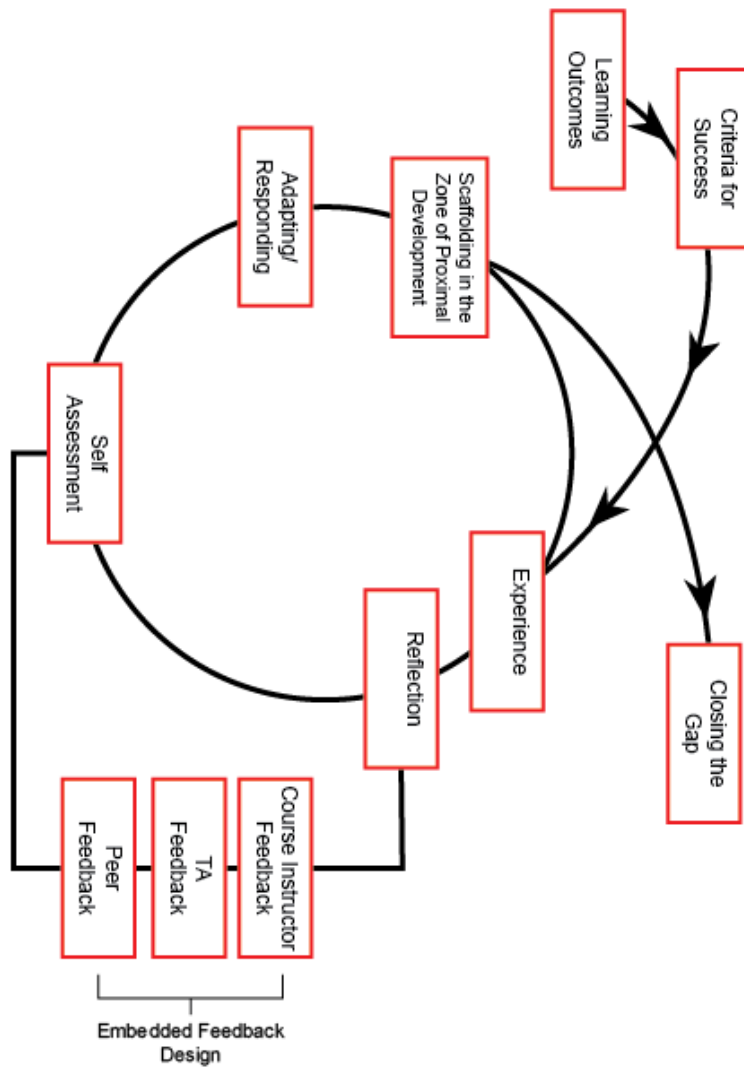 Learning
Outcomes
Criteria for
Success
Scaffolding in the
Zone of Proximal
Development
Adapting/
Responding
Self
Assessment
Experience
Reflection
Closing the
Gap
Course Instructor
Feedback
TA
Feedback
Peer
Feedback
Embedded Feedback
Design